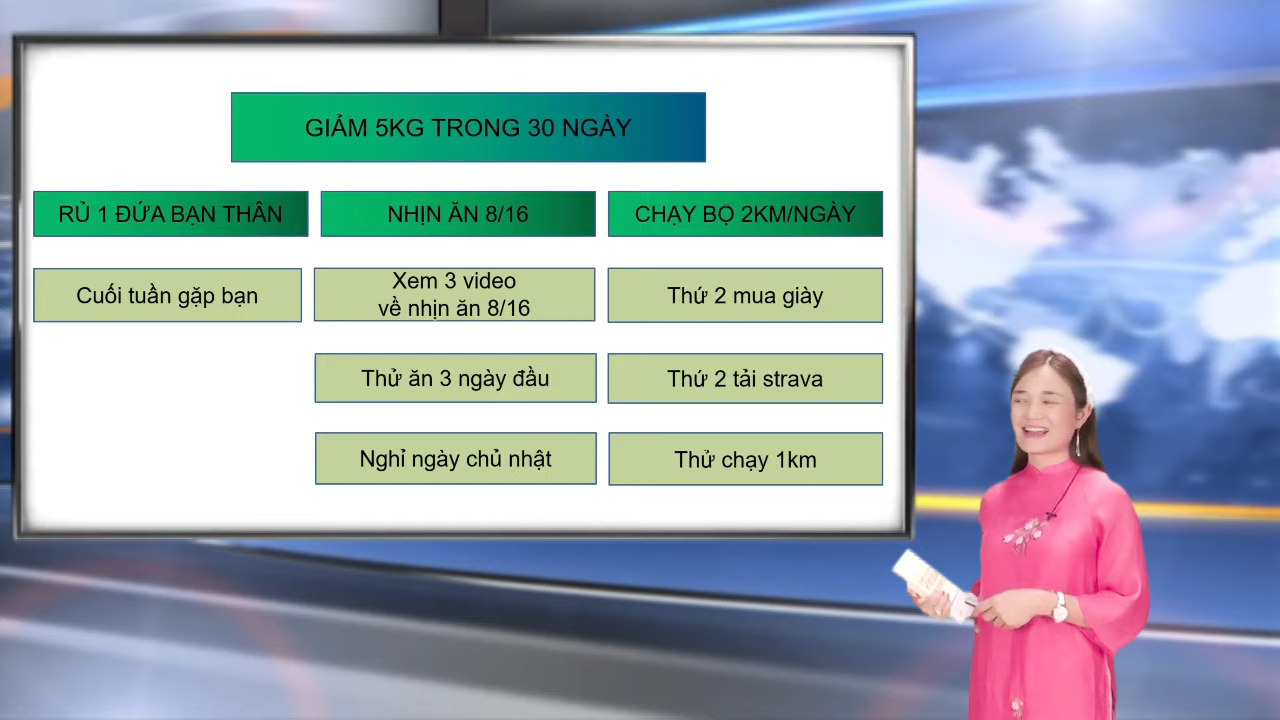 GIẢM 5KG TRONG 30 NGÀY
RỦ 1 ĐỨA BẠN THÂN
NHỊN ĂN 8/16
CHẠY BỘ 2KM/NGÀY
Cuối tuần gặp bạn
Xem 3 video
về nhịn ăn 8/16
Thứ 2 mua giày
Thử ăn 3 ngày đầu
Thứ 2 tải strava
Nghỉ ngày chủ nhật
Thử chạy 1km